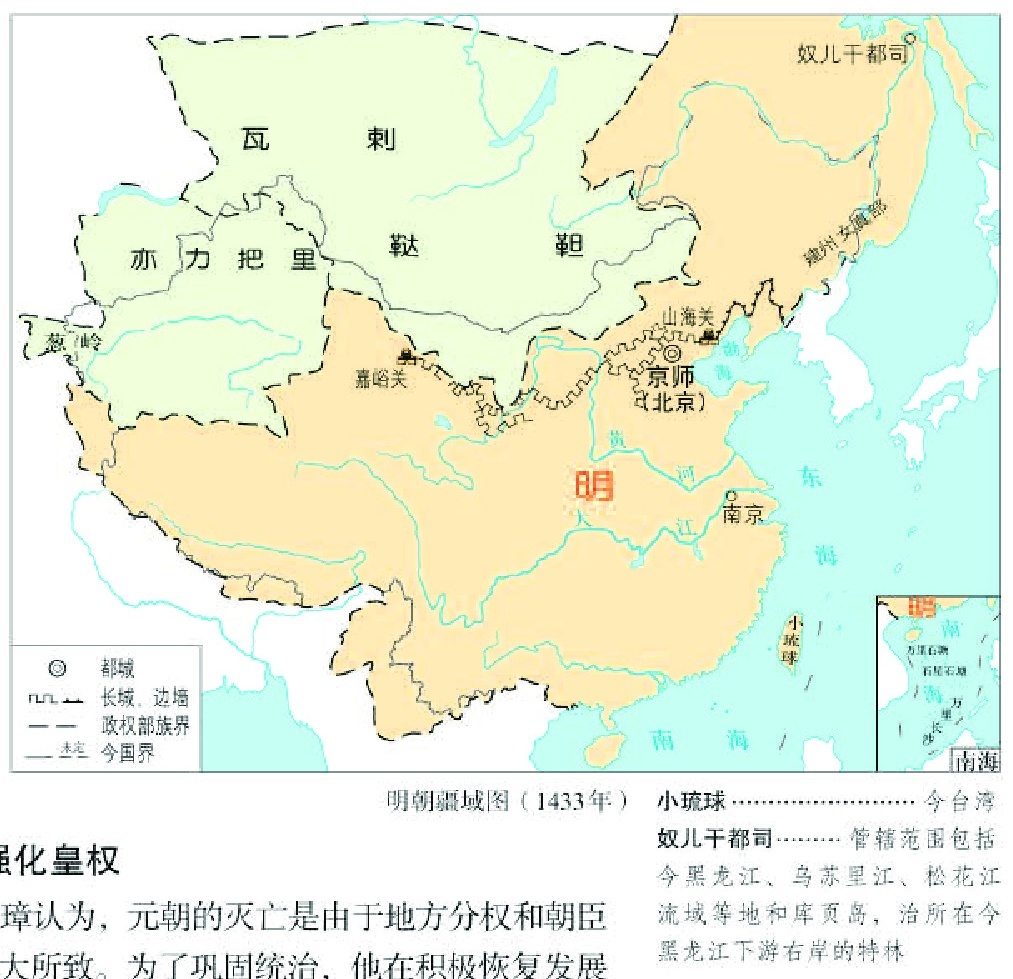 奴儿干都司
瓦剌
鞑靼
亦力把里
建州女真部
葱岭
山海关
嘉峪关
渤海
京师
(北京)
黄河
明
江
南京
东海
小琉球
南海
明
南海
万里石塘
石星石塘
万里长沙
南海
都城
长城、边墙
政权部族界
未定
今国界
明朝疆域图（1433年）
小琉球……………………今台湾
奴儿干都司………管辖范围包括
今黑龙江、乌苏里江、松花江
流域等地和库页岛，治所在今
黑龙江下游右岸的特林
强化皇权
璋认为，元朝的灭亡是由于地方分权和朝臣
大所致。为了巩固统治，他在积极恢复发展